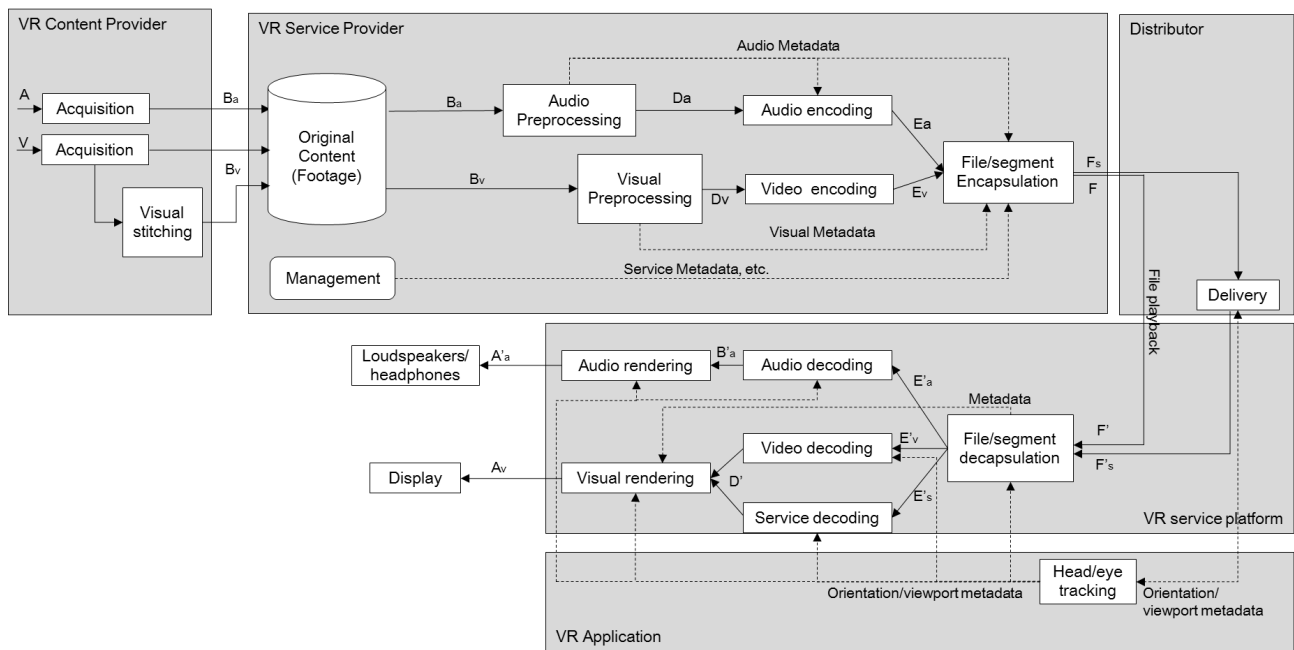 VR Content Provider
VR Service Provider
Distributor
Audio Metadata
A
Acquisition
Ba
Ba
Audio
Preprocessing
Da
Audio encoding
Ea
V
Acquisition
Bv
Original
Content
(Footage)
File/segment
Encapsulation
Fs
F
Bv
Visual
Preprocessing
Dv
Video encoding
Ev
Visual
stitching
Visual Metadata
Management
Service Metadata, etc.
File playback
Delivery
Loudspeakers/
headphones
A'a
Audio rendering
B'a
Audio decoding
E'a
Metadata
Display
Av
Visual rendering
D'
Video decoding
E'v
File/segment
decapsulation
F'
F's
E's
Service decoding
VR service platform
Head/eye
tracking
Orientation/viewport metadata
Orientation/
viewport metadata
VR Application